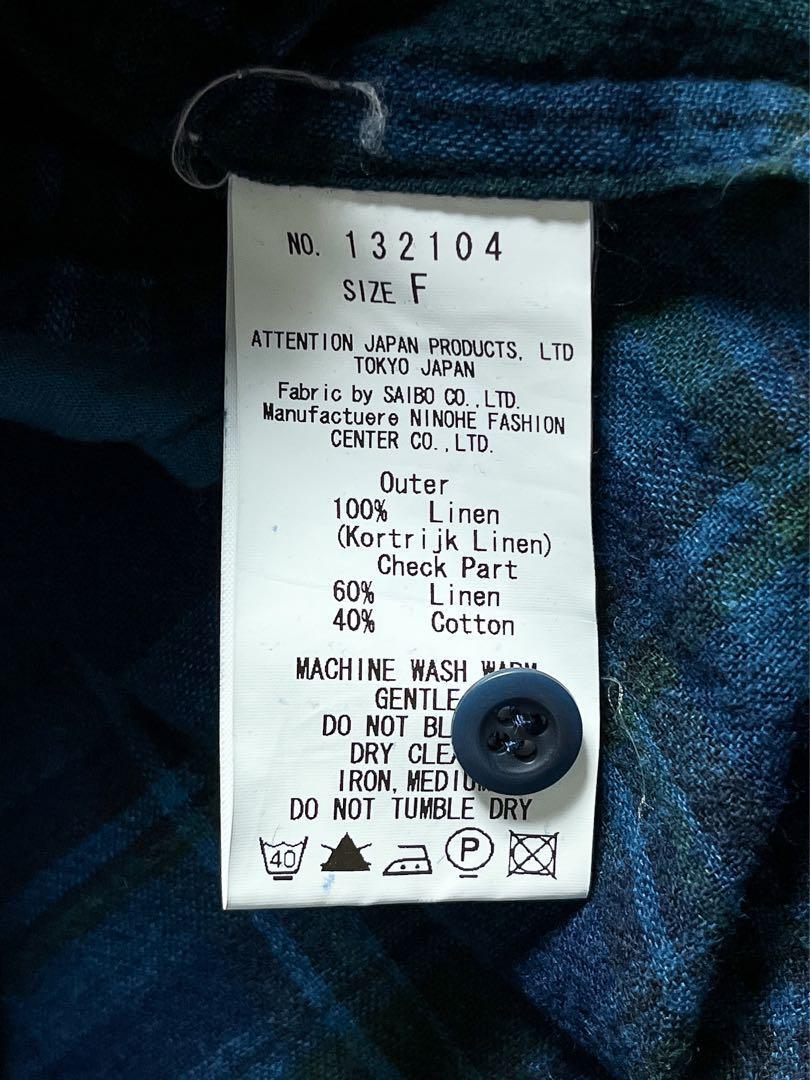 NO. 132104
SIZE F
ATTENTION JAPAN PRODUCTS, LTD
TOKYO JAPAN
Fabric by SAIBO CO.,LTD.
Manufactuere NINOHE FASHION
CENTER CO.,LTD.
Outer
100% Linen
(Kortrijk Linen)
Check Part
60% Linen
40% Cotton
MACHINE WASH WARM
GENTLE
DO NOT
DRY
IRON, MEDIUM
DO NOT TUMBLE DRY
40 P